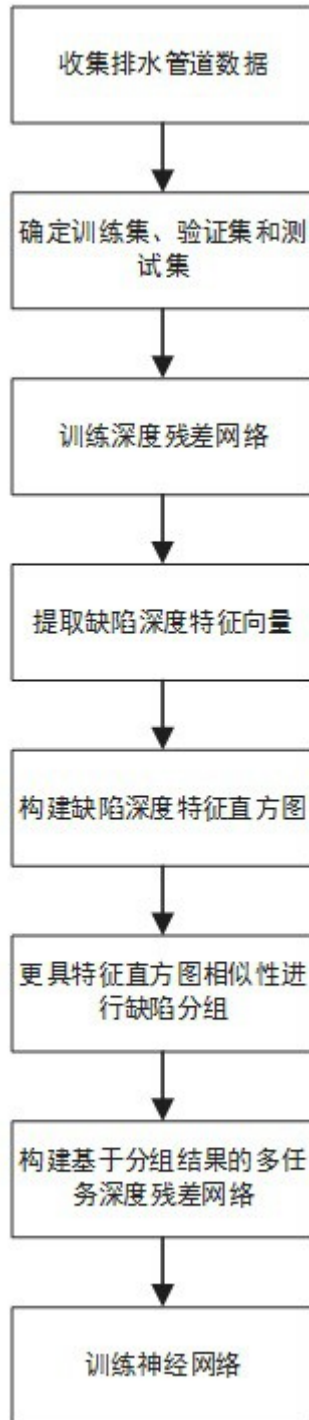 收集排水管道数据
确定训练集、验证集和测
试集
训练深度残差网络
提取缺陷深度特征向量
构建缺陷深度特征直方图
更具特征直方图相似性进
行缺陷分组
构建基于分组结果的多任
务深度残差网络
训练神经网络